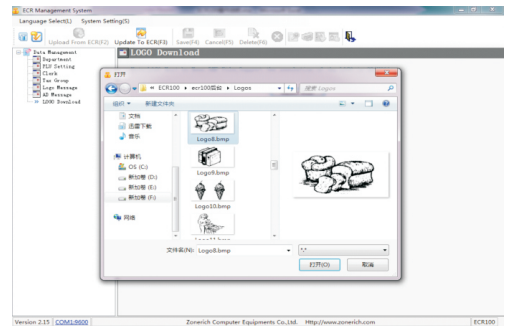 ECR Management System
Language Select(L) System Setting(S)
Upload From ECR(F2) Update To ECR(F3) Save(F4) Cancel(F5) Delete(F6)
Data Management
Department
PLU Setting
Clerk
Tax Group
Logo Message
AD Message
LOGO Download
LOGO Download
打开
ECR100 ecr100后台 Logos
搜索 Logos
组织 新建文件夹
文档
迅雷下载
音乐
计算机
OS (C:)
新加卷 (D:)
新加卷 (E:)
新加卷 (F:)
网络
Logo8.bmp
Logo9.bmp
Logo10.bmp
Logo11.bmp
文件名(N): Logo8.bmp
*.*
打开(O) 取消
Version 2.15 COM1:9600 Zonerich Computer Equipments Co.,Ltd. Http://www.zonerich.com ECR100